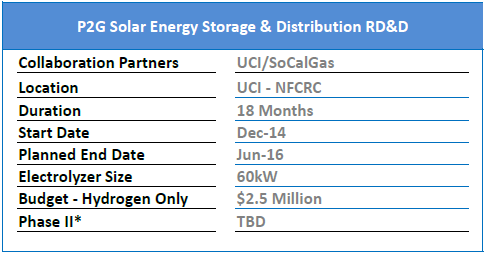 P2G Solar Energy Storage & Distribution RD&D
Collaboration Partners UCI/SoCalGas
Location UCI - NFCRC
Duration 18 Months
Start Date Dec-14
Planned End Date Jun-16
Electrolyzer Size 60kW
Budget - Hydrogen Only $2.5 Million
Phase II* TBD